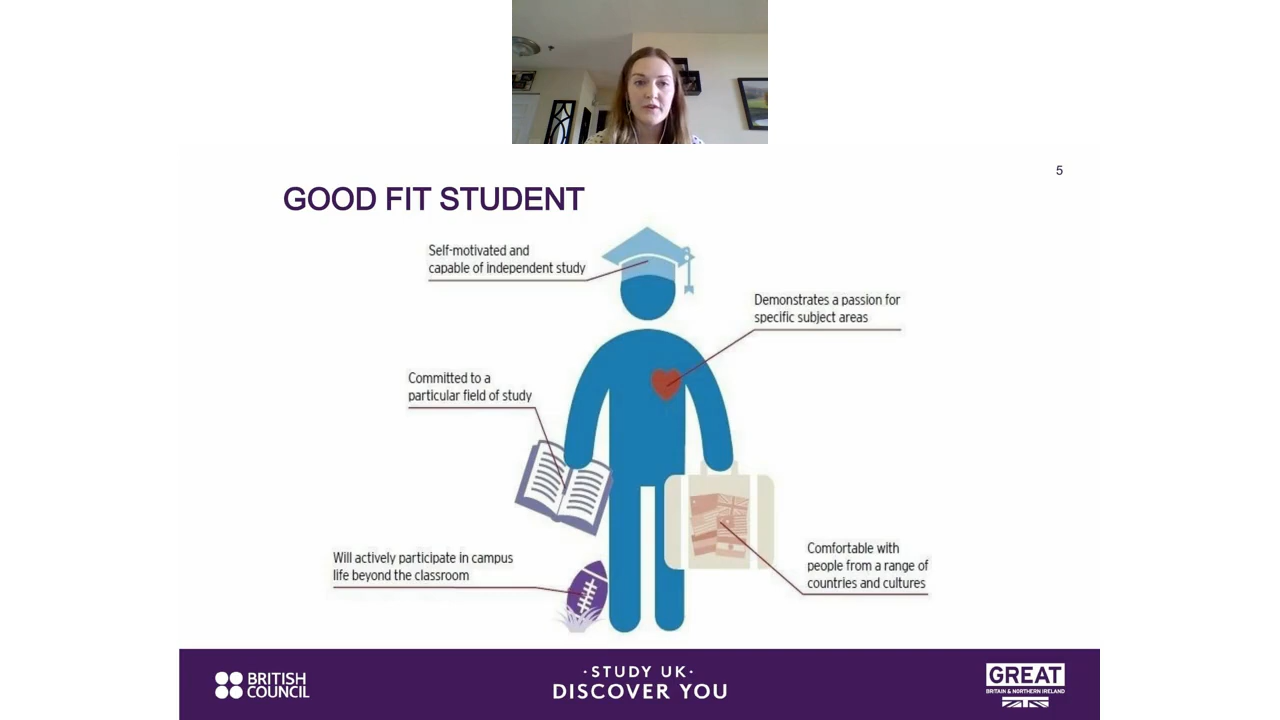 5
GOOD FIT STUDENT
Self-motivated and
capable of independent study
Demonstrates a passion for
specific subject areas
Committed to a
particular field of study
Will actively participate in campus
life beyond the classroom
Comfortable with
people from a range of
countries and cultures
BRITISH
COUNCIL
·STUDY UK·
DISCOVER YOU
GREAT
BRITAIN & NORTHERN IRELAND